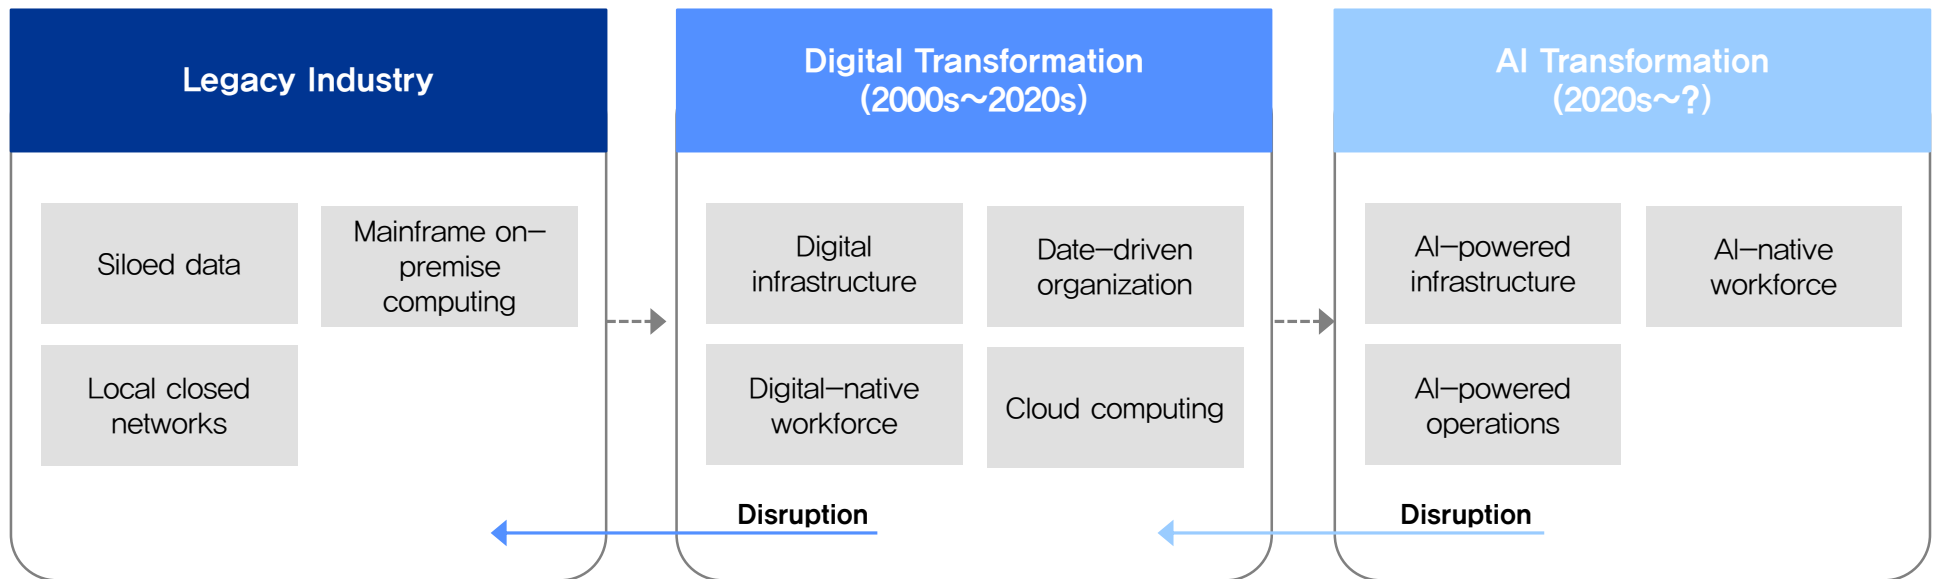 Legacy Industry
Siloed data
Mainframe on-
premise
computing
Local closed
networks
Digital Transformation
(2000s~2020s)
Digital
infrastructure
Date-driven
organization
Digital-native
workforce
Cloud computing
Disruption
AI Transformation
(2020s~?)
AI-powered
infrastructure
AI-native
workforce
AI-powered
operations
Disruption